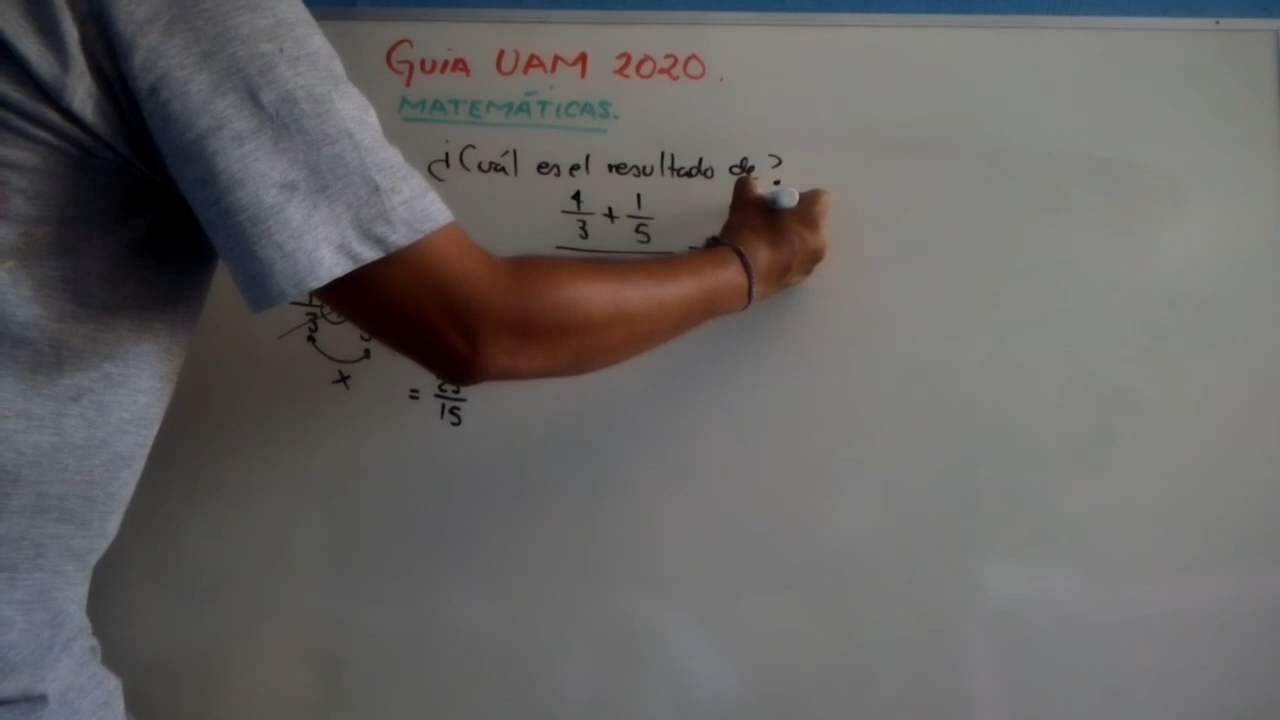 GUIA UAM 2020.
MATEMÁTICAS.
¿Cuál es el resultado de?
4/3 + 1/5
x
= /15